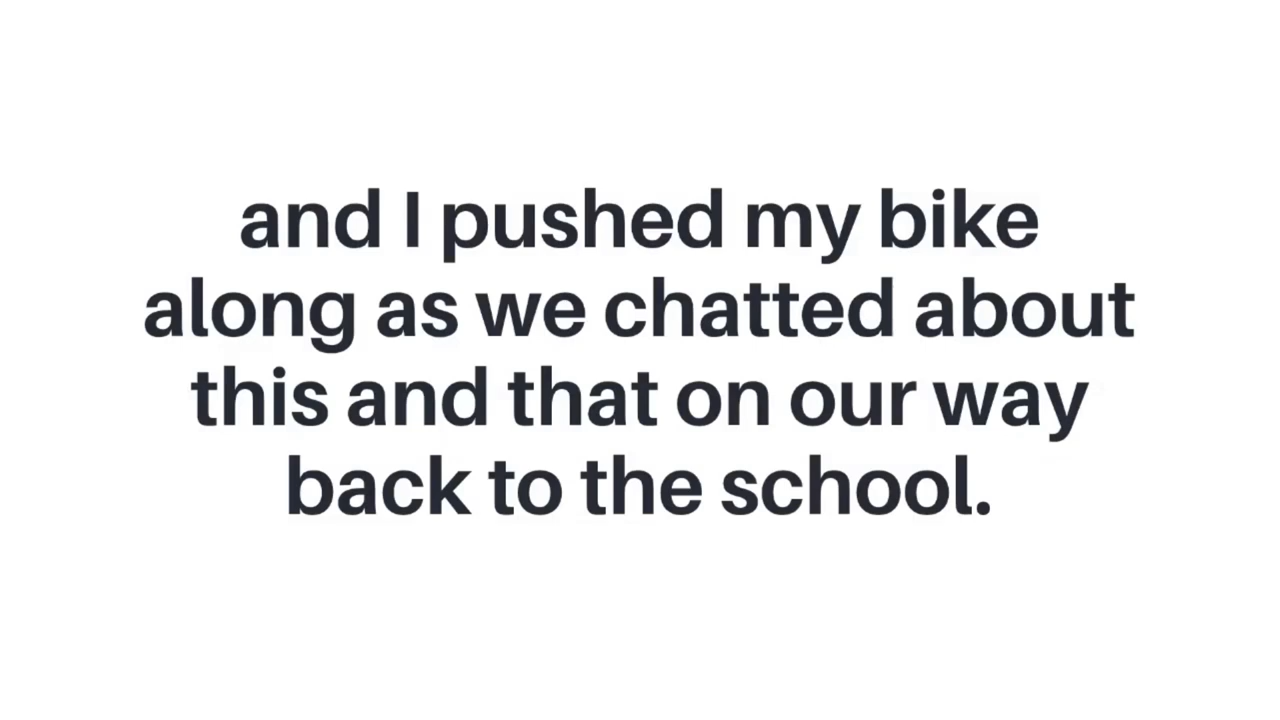 and I pushed my bike
along as we chatted about
this and that on our way
back to the school.